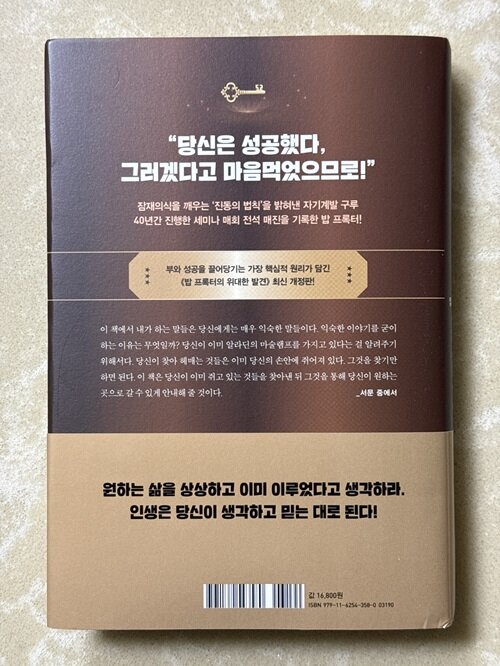 “당신은 성공했다,
그러겠다고 마음먹었으므로!”
잠재의식을 깨우는 ‘진동의 법칙’을 밝혀낸 자기계발 구루
40년간 진행한 세미나 매회 전석 매진을 기록한 밥 프록터!
부와 성공을 끌어당기는 가장 핵심적 원리가 담긴
《밥 프록터의 위대한 발견》 최신 개정판!
이 책에서 내가 하는 말들은 당신에게는 매우 익숙한 말들이다. 익숙한 이야기를 굳이
하는 이유는 무엇일까? 당신이 이미 알라딘의 마술램프를 가지고 있다는 걸 알려주기
위해서다. 당신이 찾아 헤매는 것들은 이미 당신의 손안에 쥐어져 있다. 그것을 찾기만
하면 된다. 이 책은 당신이 이미 쥐고 있는 것들을 찾아낸 뒤 그것을 통해 당신이 원하는
곳으로 갈 수 있게 안내해 줄 것이다.
_서문 중에서
원하는 삶을 상상하고 이미 이루었다고 생각하라.
인생은 당신이 생각하고 믿는 대로 된다!
값 16,800원
ISBN 979-11-6254-358-0 03190